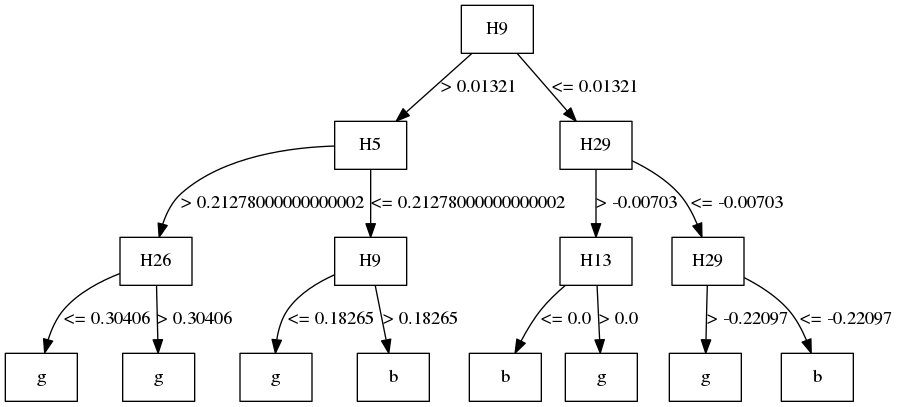 H9
> 0.01321
<= 0.01321
H5
H29
> 0.21278000000000002
<= 0.21278000000000002
> -0.00703
<= -0.00703
H26
H9
H13
H29
<= 0.30406
> 0.30406
<= 0.18265
> 0.18265
<= 0.0
> 0.0
> -0.22097
<= -0.22097
g
g
g
b
b
g
g
b